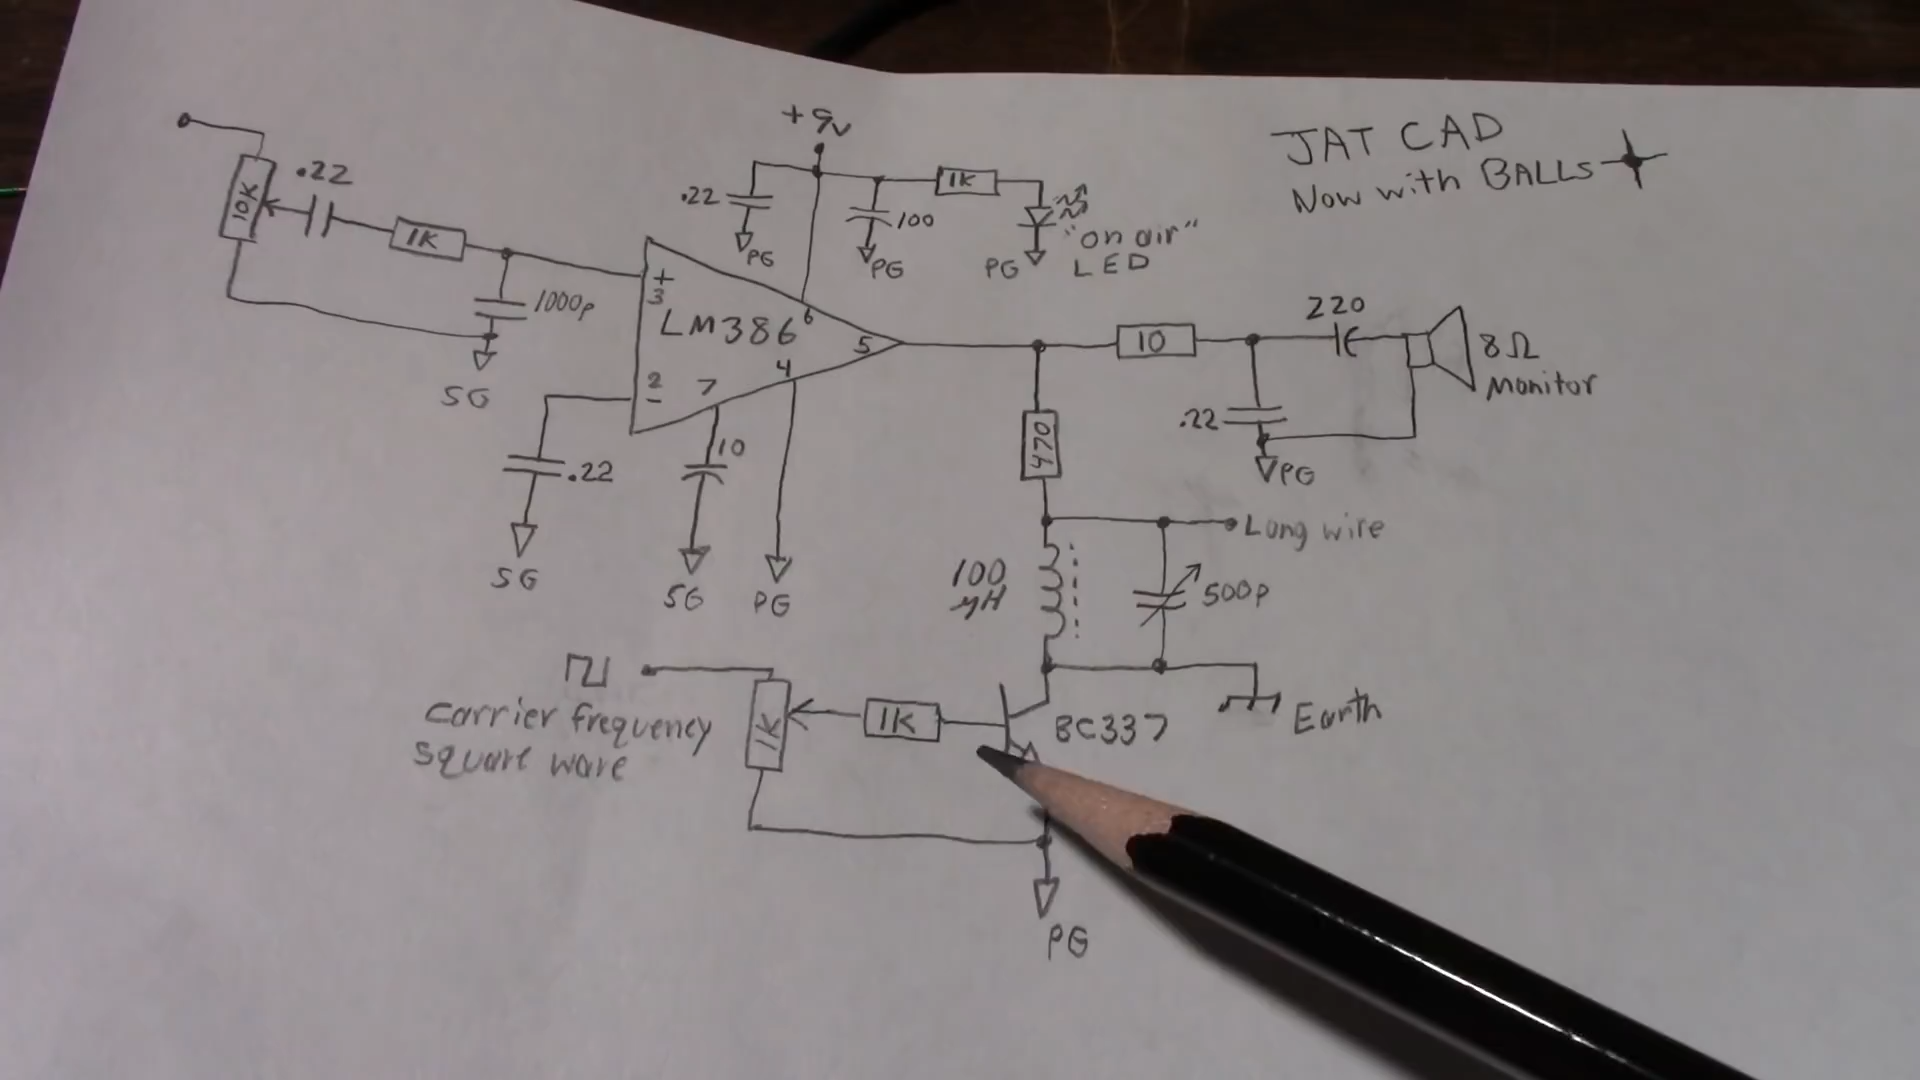 +9v
JAT CAD
Now with BALLS
.22
10K
1K
1000p
SG
.22
PG
100
PG
1K
"on air"
LED
PG
+
3
LM386
6
5
4
7
2
-
10
220
8Ω
Monitor
.22
PG
.22
SG
10
SG
PG
470
Long wire
100
µH
500p
Carrier frequency
square wave
1K
1K
BC337
Earth
PG